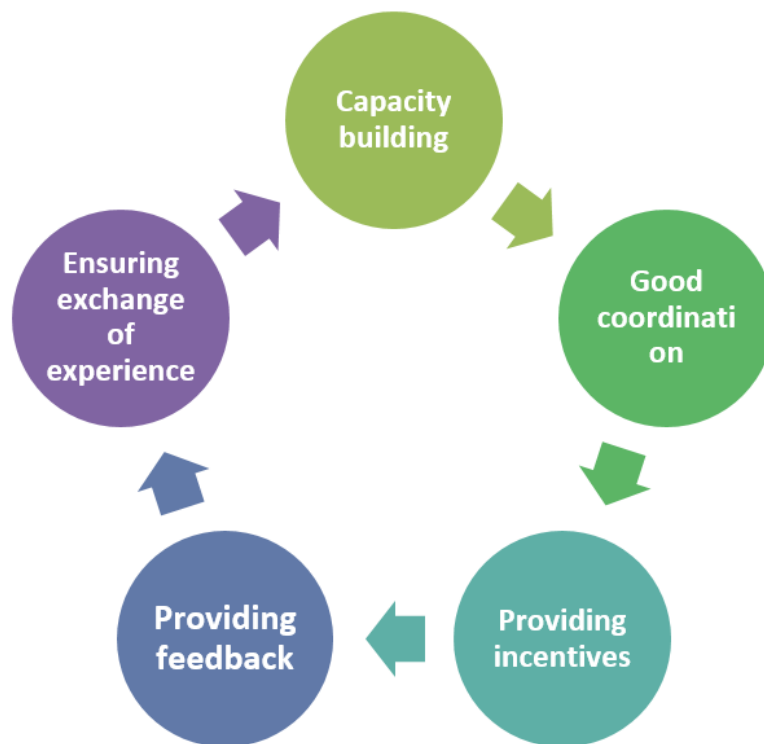 Capacity
building
Good
coordinati
on
Providing
incentives
Providing
feedback
Ensuring
exchange
of
experience